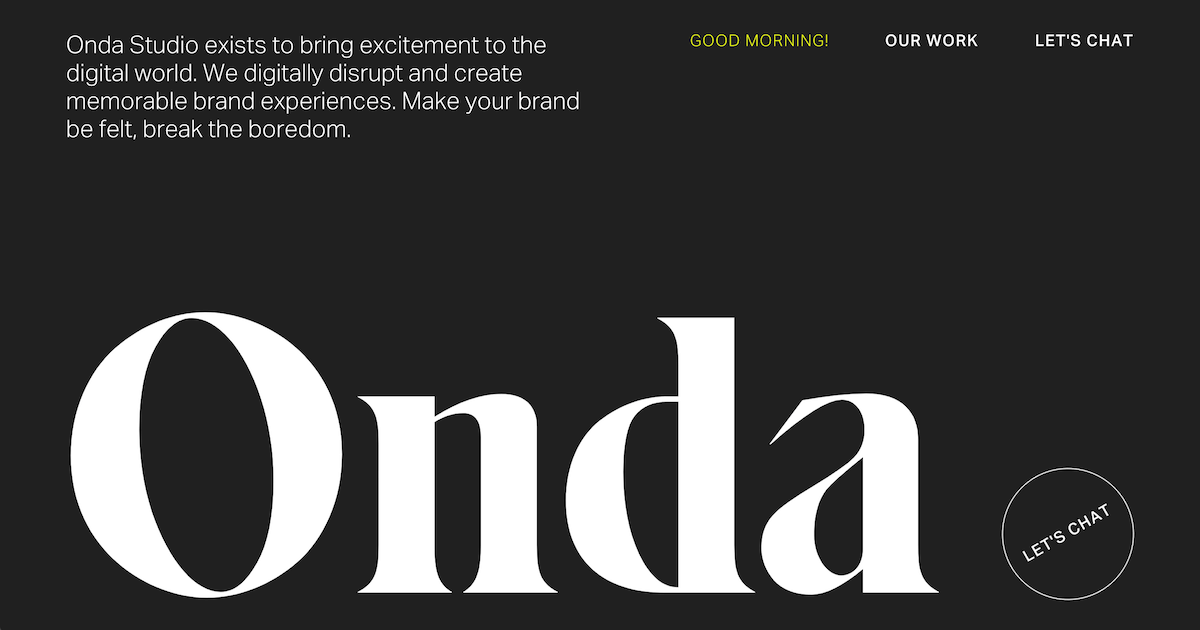 Onda Studio exists to bring excitement to the
digital world. We digitally disrupt and create
memorable brand experiences. Make your brand
be felt, break the boredom.
GOOD MORNING!
OUR WORK
LET'S CHAT
Onda
LET'S CHAT